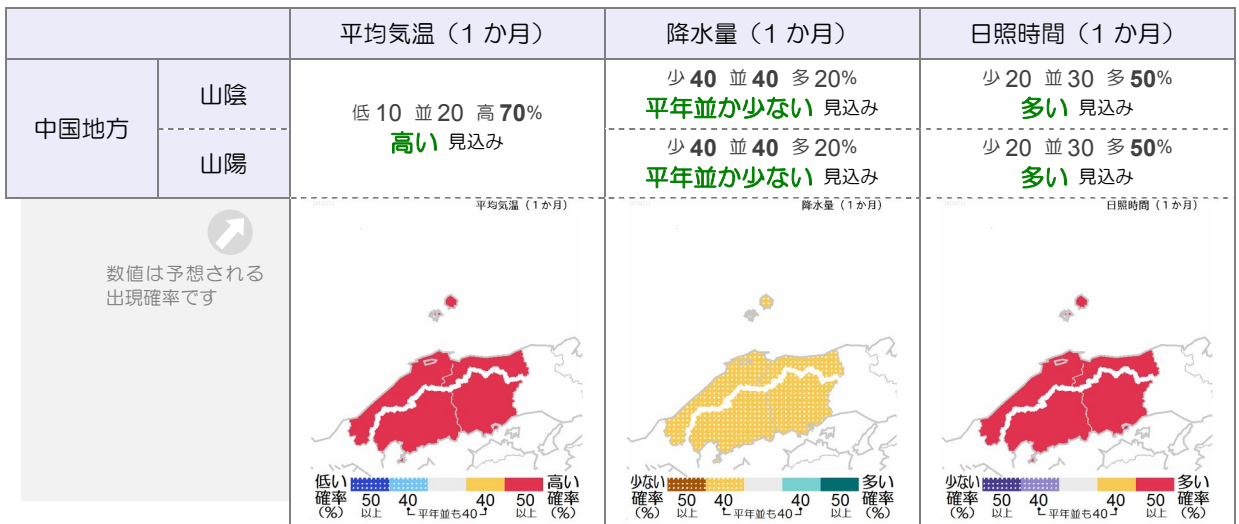 平均気温（1 か月） 降水量（1 か月） 日照時間（1 か月）
中国地方
山陰
山陽
低 10 並 20 高 70%
高い 見込み
少 40 並 40 多 20%
平年並か少ない 見込み
少 40 並 40 多 20%
平年並か少ない 見込み
少 20 並 30 多 50%
多い 見込み
少 20 並 30 多 50%
多い 見込み
数値は予想される
出現確率です
平均気温（1か月）
低い 高い
確率 50 40 40 50 確率
(%) 以上 平年並も40 以上 (%)
降水量（1か月）
少ない 多い
確率 50 40 40 50 確率
(%) 以上 平年並も40 以上 (%)
日照時間（1か月）
少ない 多い
確率 50 40 40 50 確率
(%) 以上 平年並も40 以上 (%)